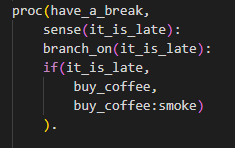 proc(have_a_break,
sense(it_is_late):
branch_on(it_is_late):
if(it_is_late,
buy_coffee,
buy_coffee:smoke)
).